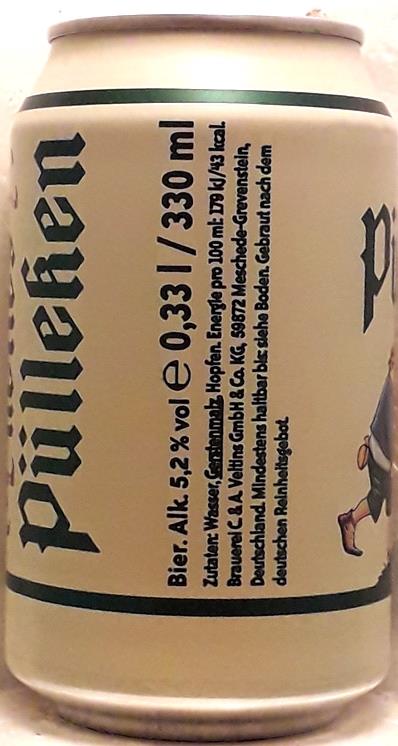 Pülleken
Bier. Alk. 5,2 % vol e 0,33 l / 330 ml
Zutaten: Wasser, Gerstenmalz, Hopfen. Energie pro 100 ml: 179 kJ/43 kcal.
Brauerei C. & A. Veltins GmbH & Co. KG, 59872 Meschede-Grevenstein,
Deutschland. Mindestens haltbar bis: siehe Boden. Gebraut nach dem
deutschen Reinheitsgebot.